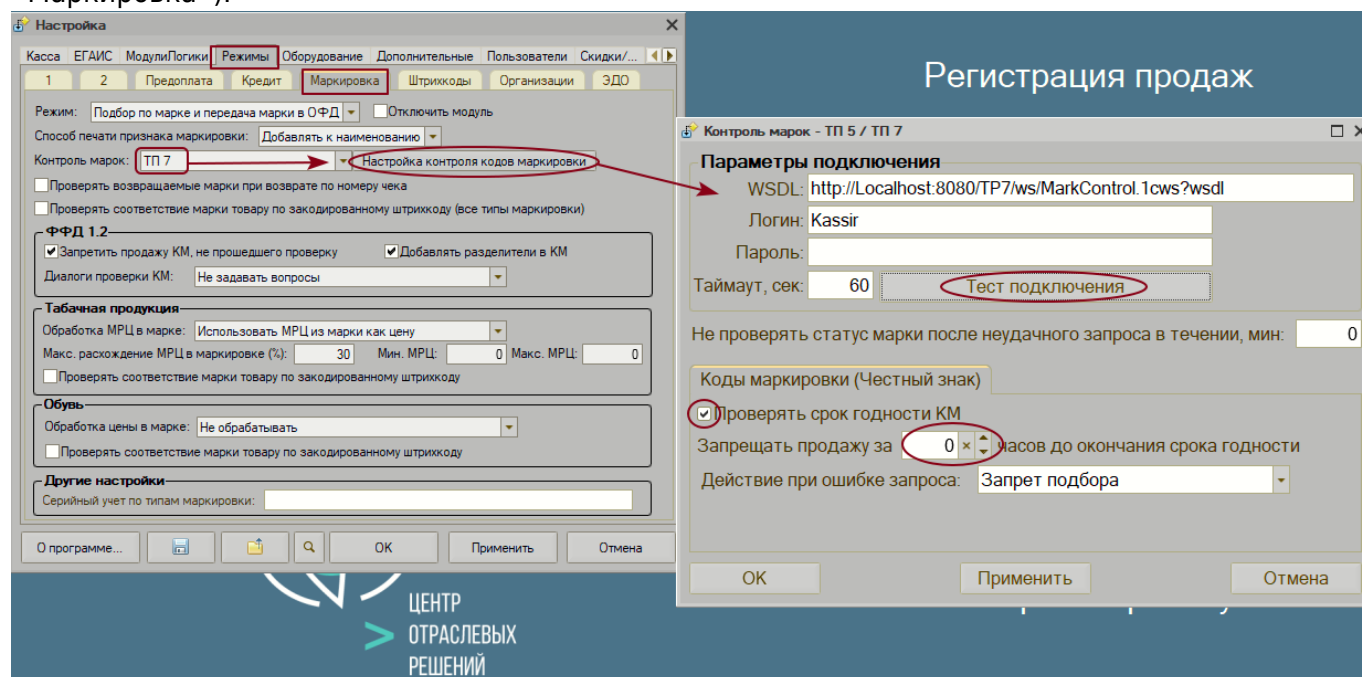 Маркировка").
Настройка
Касса ЕГАИС МодулиЛогики Режимы Оборудование Дополнительные Пользователи Скидки/...
1 2 Предоплата Кредит Маркировка Штрихкоды Организации ЭДО
Режим: Подбор по марке и передача марки в ОФД Отключить модуль
Способ печати признака маркировки: Добавлять к наименованию
Контроль марок: ТП 7 Настройка контроля кодов маркировки
Проверять возвращаемые марки при возврате по номеру чека
Проверять соответствие марки товару по закодированному штрихкоду (все типы маркировки)
ФФД 1.2
Запретить продажу КМ, не прошедшего проверку Добавлять разделители в КМ
Диалоги проверки КМ: Не задавать вопросы
Табачная продукция
Обработка МРЦ в марке: Использовать МРЦ из марки как цену
Макс. расхождение МРЦ в маркировке (%): 30 Мин. МРЦ: 0 Макс. МРЦ: 0
Проверять соответствие марки товару по закодированному штрихкоду
Обувь
Обработка цены в марке: Не обрабатывать
Проверять соответствие марки товару по закодированному штрихкоду
Другие настройки
Серийный учет по типам маркировки:
О программе... ОК Применить Отмена
Регистрация продаж
Контроль марок - ТП 5 / ТП 7
Параметры подключения
WSDL: http://Localhost:8080/TP7/ws/MarkControl.1cws?wsdl
Логин: Kassir
Пароль:
Таймаут, сек: 60 Тест подключения
Не проверять статус марки после неудачного запроса в течении, мин: 0
Коды маркировки (Честный знак)
Проверять срок годности КМ
Запрещать продажу за 0 часов до окончания срока годности
Действие при ошибке запроса: Запрет подбора
ОК Применить Отмена
ЦЕНТР
ОТРАСЛЕВЫХ
РЕШЕНИЙ